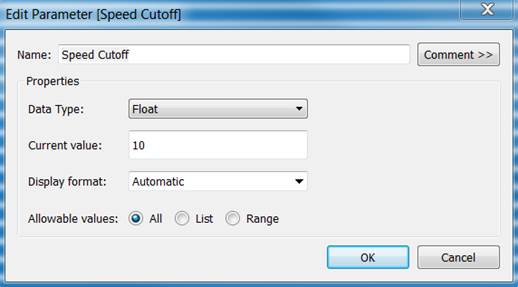 Edit Parameter [Speed Cutoff]
Name: Speed Cutoff Comment >>
Properties
Data Type: Float
Current value: 10
Display format: Automatic
Allowable values: All List Range
OK Cancel